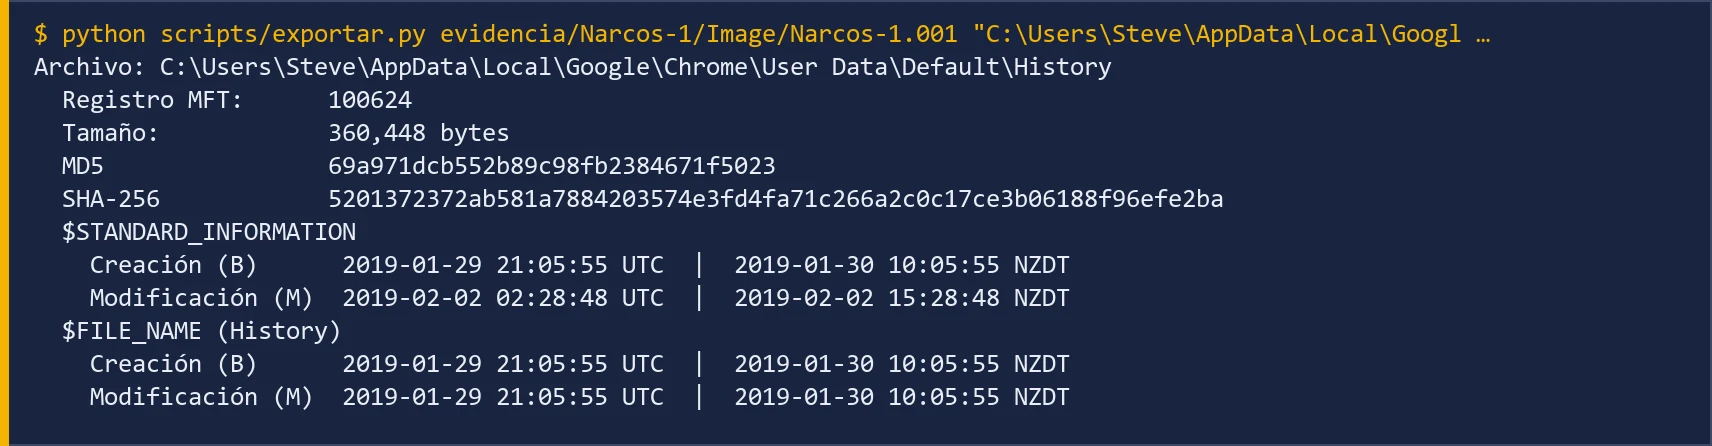 $ python scripts/exportar.py evidencia/Narcos-1/Image/Narcos-1.001 "C:\Users\Steve\AppData\Local\Googl …
Archivo: C:\Users\Steve\AppData\Local\Google\Chrome\User Data\Default\History
Registro MFT: 100624
Tamaño: 360,448 bytes
MD5 69a971dcb552b89c98fb2384671f5023
SHA-256 5201372372ab581a7884203574e3fd4fa71c266a2c0c17ce3b06188f96efe2ba
$STANDARD_INFORMATION
Creación (B) 2019-01-29 21:05:55 UTC | 2019-01-30 10:05:55 NZDT
Modificación (M) 2019-02-02 02:28:48 UTC | 2019-02-02 15:28:48 NZDT
$FILE_NAME (History)
Creación (B) 2019-01-29 21:05:55 UTC | 2019-01-30 10:05:55 NZDT
Modificación (M) 2019-01-29 21:05:55 UTC | 2019-01-30 10:05:55 NZDT